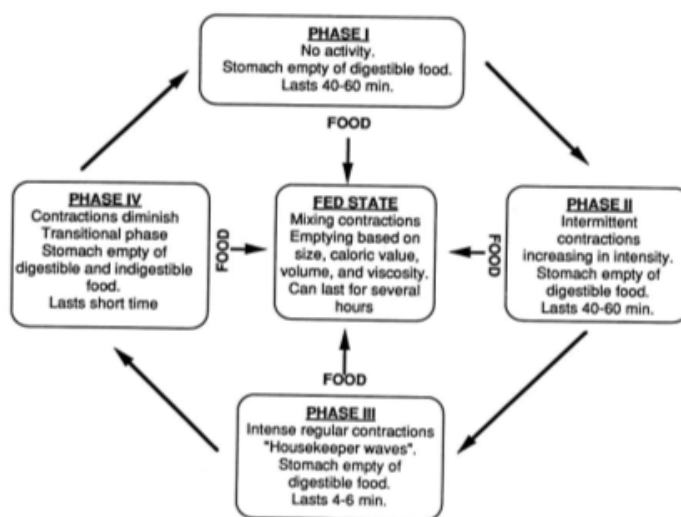 PHASE I
No activity.
Stomach empty of digestible food.
Lasts 40-60 min.
FOOD
PHASE IV
Contractions diminish
Transitional phase
Stomach empty of
digestible and indigestible
food.
Lasts short time
FOOD
FED STATE
Mixing contractions
Emptying based on
size, caloric value,
volume, and viscosity.
Can last for several
hours
FOOD
PHASE II
Intermittent
contractions
increasing in intensity.
Stomach empty of
digestible food.
Lasts 40-60 min.
FOOD
PHASE III
Intense regular contractions
"Housekeeper waves".
Stomach empty of
digestible food.
Lasts 4-6 min.